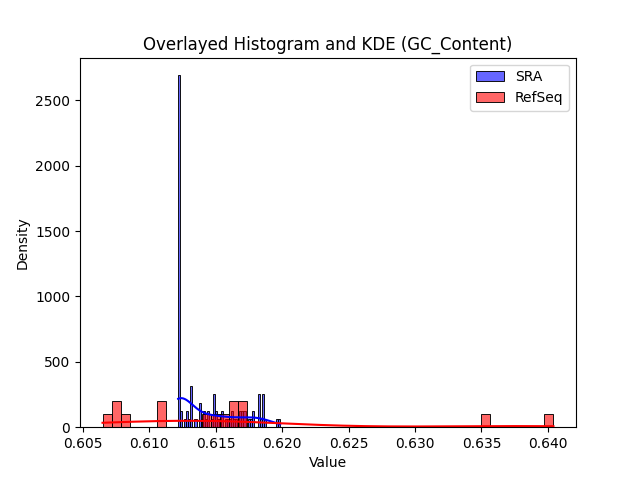 Overlayed Histogram and KDE (GC_Content)
SRA
RefSeq
Density
2500
2000
1500
1000
500
0
0.605 0.610 0.615 0.620 0.625 0.630 0.635 0.640
Value